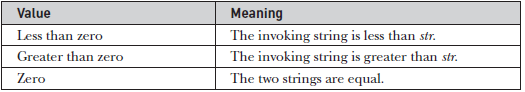 Value Meaning
Less than zero The invoking string is less than str.
Greater than zero The invoking string is greater than str.
Zero The two strings are equal.